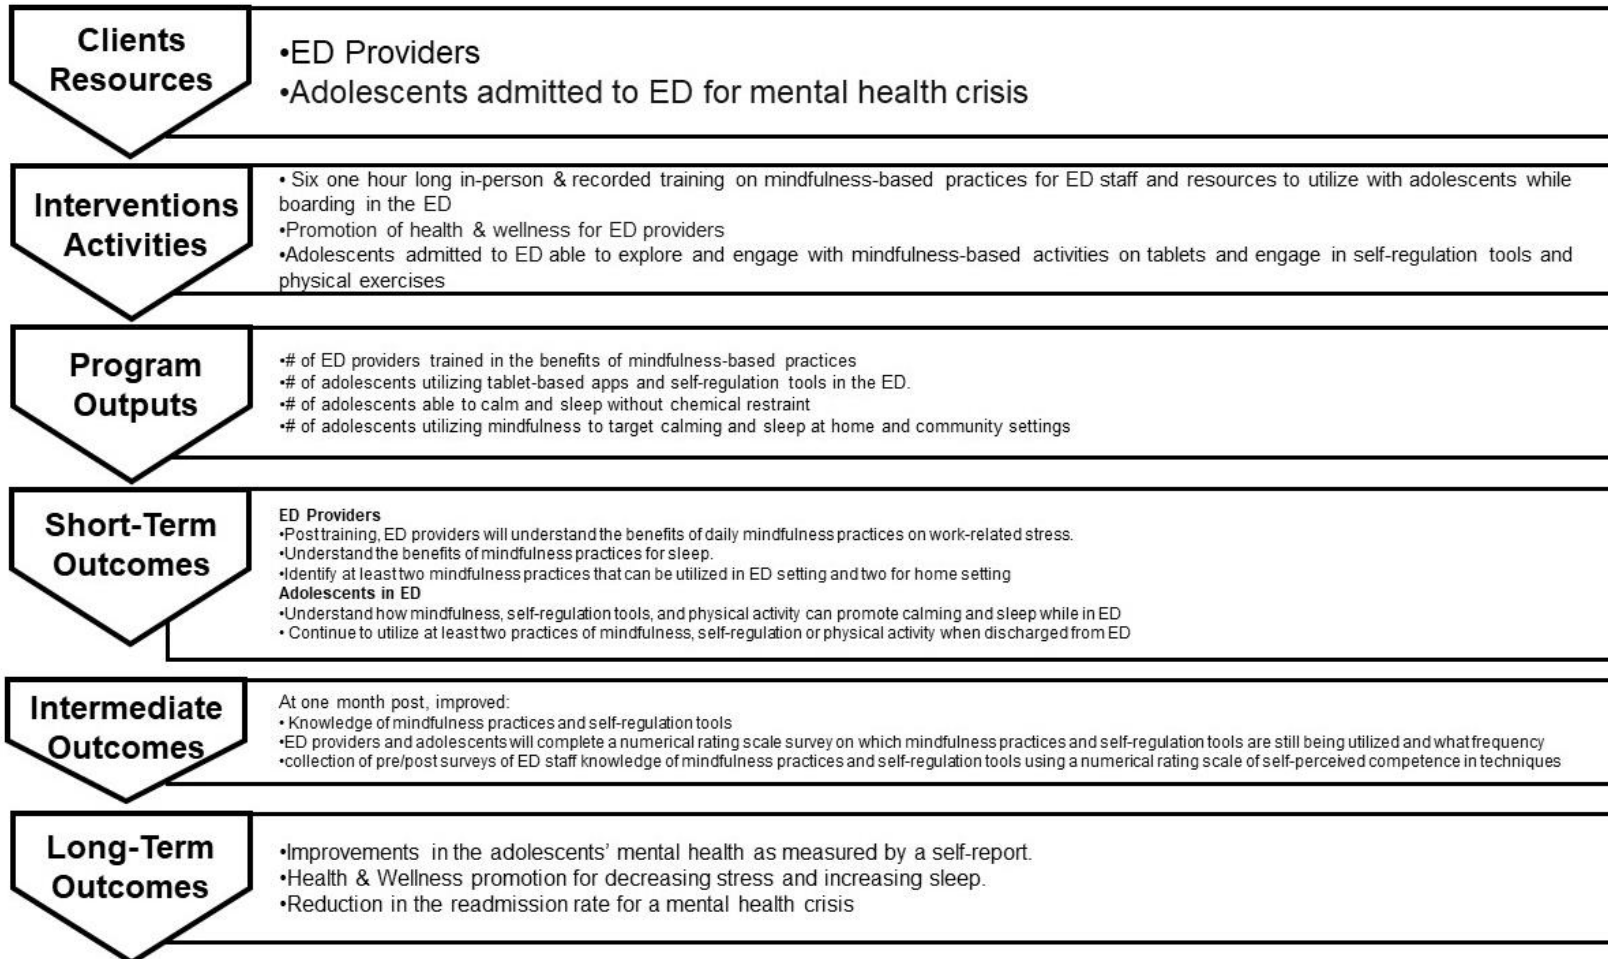 Clients
Resources
•ED Providers
•Adolescents admitted to ED for mental health crisis
Interventions
Activities
• Six one hour long in-person & recorded training on mindfulness-based practices for ED staff and resources to utilize with adolescents while
boarding in the ED
•Promotion of health & wellness for ED providers
•Adolescents admitted to ED able to explore and engage with mindfulness-based activities on tablets and engage in self-regulation tools and
physical exercises
Program
Outputs
•# of ED providers trained in the benefits of mindfulness-based practices
•# of adolescents utilizing tablet-based apps and self-regulation tools in the ED.
•# of adolescents able to calm and sleep without chemical restraint
•# of adolescents utilizing mindfulness to target calming and sleep at home and community settings
Short-Term
Outcomes
ED Providers
•Post training, ED providers will understand the benefits of daily mindfulness practices on work-related stress.
•Understand the benefits of mindfulness practices for sleep.
•Identify at least two mindfulness practices that can be utilized in ED setting and two for home setting
Adolescents in ED
•Understand how mindfulness, self-regulation tools, and physical activity can promote calming and sleep while in ED
• Continue to utilize at least two practices of mindfulness, self-regulation or physical activity when discharged from ED
Intermediate
Outcomes
At one month post, improved:
• Knowledge of mindfulness practices and self-regulation tools
•ED providers and adolescents will complete a numerical rating scale survey on which mindfulness practices and self-regulation tools are still being utilized and what frequency
•collection of pre/post surveys of ED staff knowledge of mindfulness practices and self-regulation tools using a numerical rating scale of self-perceived competence in techniques
Long-Term
Outcomes
•Improvements in the adolescents’ mental health as measured by a self-report.
•Health & Wellness promotion for decreasing stress and increasing sleep.
•Reduction in the readmission rate for a mental health crisis